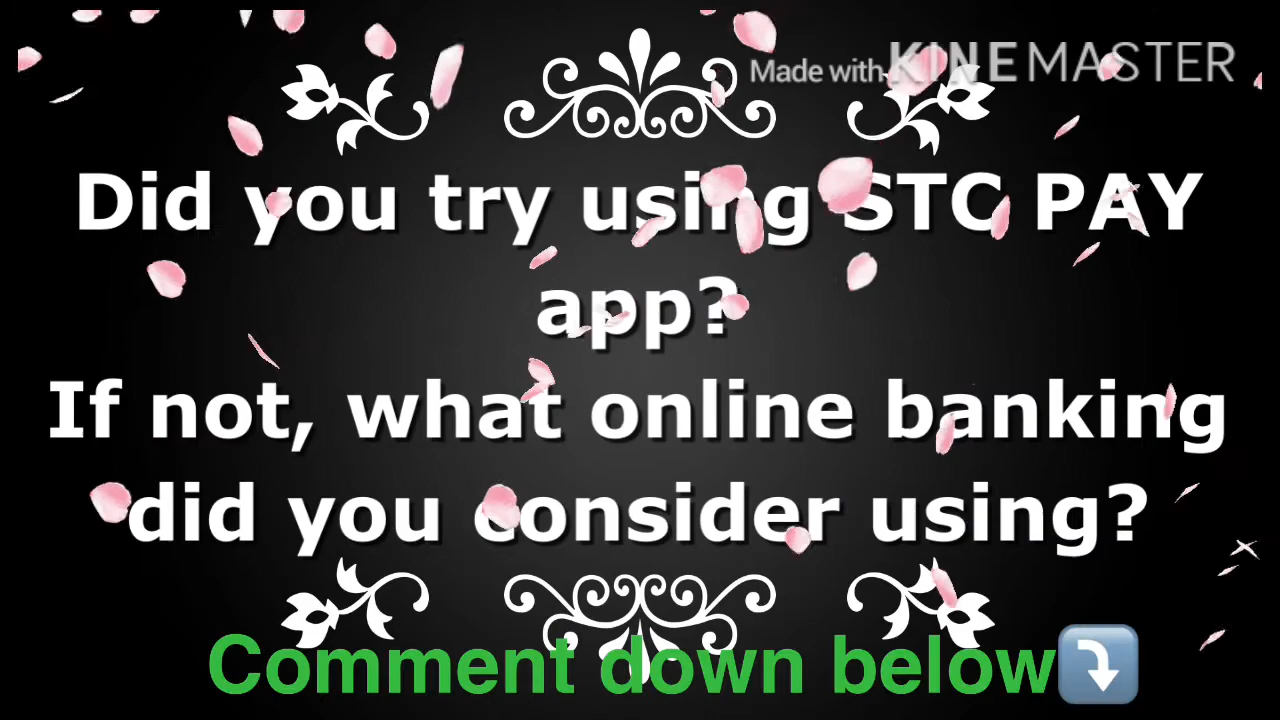 Made with KINEMASTER
Did you try using STC PAY
app?
If not, what online banking
did you consider using?
Comment down below⤵️